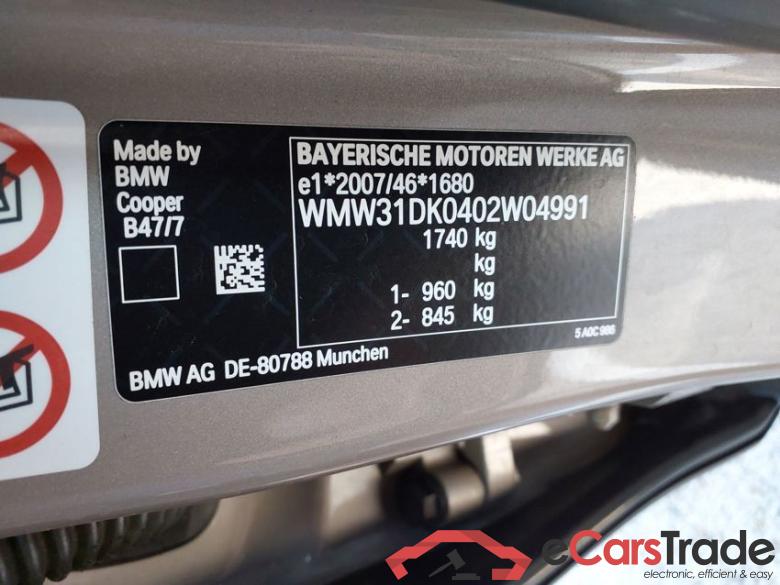 Made by
BMW
Cooper
B47/7
BAYERISCHE MOTOREN WERKE AG
e1*2007/46*1680
WMW31DK0402W04991
1740 kg
kg
1- 960 kg
2- 845 kg
5 A0C 986
BMW AG DE-80788 Munchen
eCarsTrade
electronic, efficient & easy